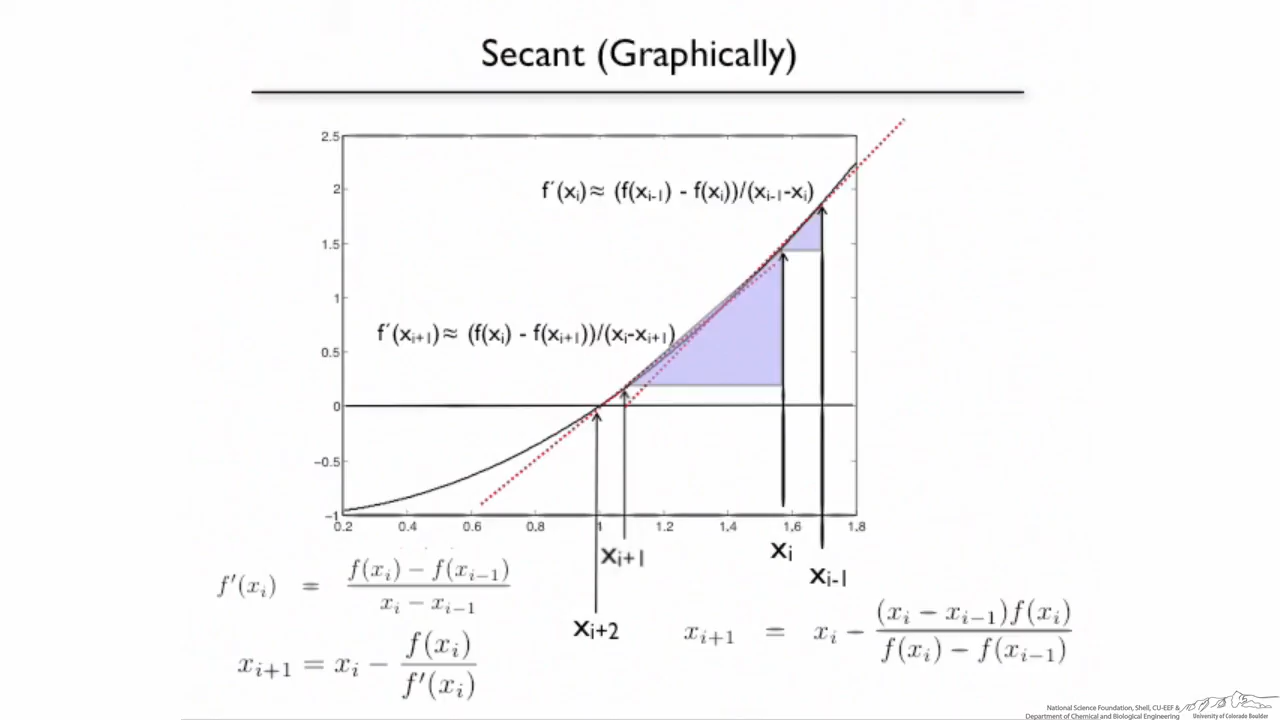 Secant (Graphically)
2.5
f´(xᵢ)≈ (f(xᵢ₋₁) - f(xᵢ))/(xᵢ₋₁-xᵢ)
2
1.5
1
f´(xᵢ₊₁)≈ (f(xᵢ) - f(xᵢ₊₁))/(xᵢ-xᵢ₊₁)
0.5
0
−0.5
−1
0.2 0.4 0.6 0.8 1 1.2 1.4 1.6 1.8
xᵢ₊₁ xᵢ
xᵢ₋₁
xᵢ₊₂
f′(xᵢ) = (f(xᵢ) − f(xᵢ₋₁)) / (xᵢ − xᵢ₋₁)
xᵢ₊₁ = xᵢ − f(xᵢ) / f′(xᵢ)
xᵢ₊₁ = xᵢ − (xᵢ − xᵢ₋₁)f(xᵢ) / (f(xᵢ) − f(xᵢ₋₁))
National Science Foundation, Shell, CU-EEF &
Department of Chemical and Biological Engineering
University of Colorado Boulder